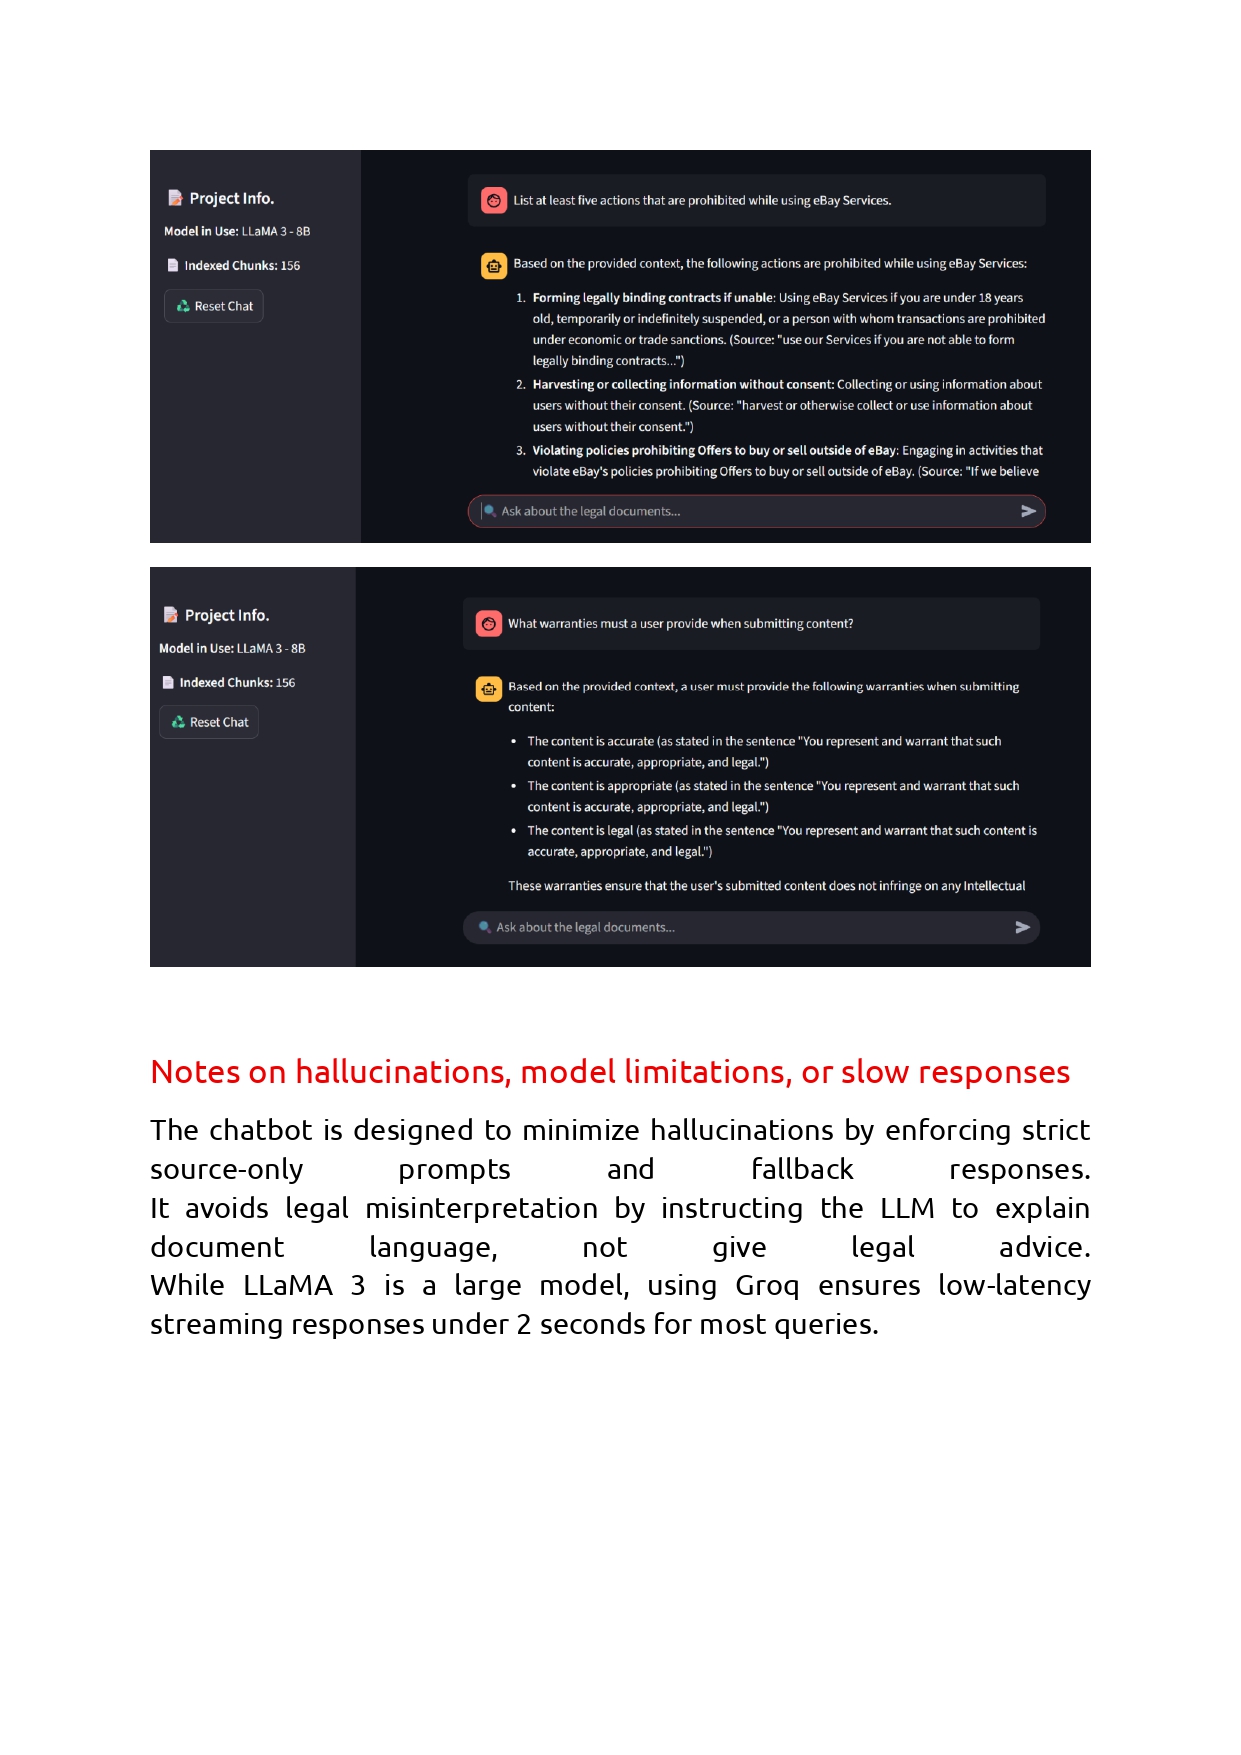 Project Info.
Model in Use: LLaMA 3 - 8B
Indexed Chunks: 156
Reset Chat
List at least five actions that are prohibited while using eBay Services.
Based on the provided context, the following actions are prohibited while using eBay Services:
1. Forming legally binding contracts if unable: Using eBay Services if you are under 18 years
old, temporarily or indefinitely suspended, or a person with whom transactions are prohibited
under economic or trade sanctions. (Source: "use our Services if you are not able to form
legally binding contracts...")
2. Harvesting or collecting information without consent: Collecting or using information about
users without their consent. (Source: "harvest or otherwise collect or use information about
users without their consent.")
3. Violating policies prohibiting Offers to buy or sell outside of eBay: Engaging in activities that
violate eBay's policies prohibiting Offers to buy or sell outside of eBay. (Source: "If we believe
Ask about the legal documents...
Project Info.
Model in Use: LLaMA 3 - 8B
Indexed Chunks: 156
Reset Chat
What warranties must a user provide when submitting content?
Based on the provided context, a user must provide the following warranties when submitting
content:
• The content is accurate (as stated in the sentence "You represent and warrant that such
content is accurate, appropriate, and legal.")
• The content is appropriate (as stated in the sentence "You represent and warrant that such
content is accurate, appropriate, and legal.")
• The content is legal (as stated in the sentence "You represent and warrant that such content is
accurate, appropriate, and legal.")
These warranties ensure that the user's submitted content does not infringe on any Intellectual
Ask about the legal documents...
Notes on hallucinations, model limitations, or slow responses
The chatbot is designed to minimize hallucinations by enforcing strict
source-only prompts and fallback responses.
It avoids legal misinterpretation by instructing the LLM to explain
document language, not give legal advice.
While LLaMA 3 is a large model, using Groq ensures low-latency
streaming responses under 2 seconds for most queries.